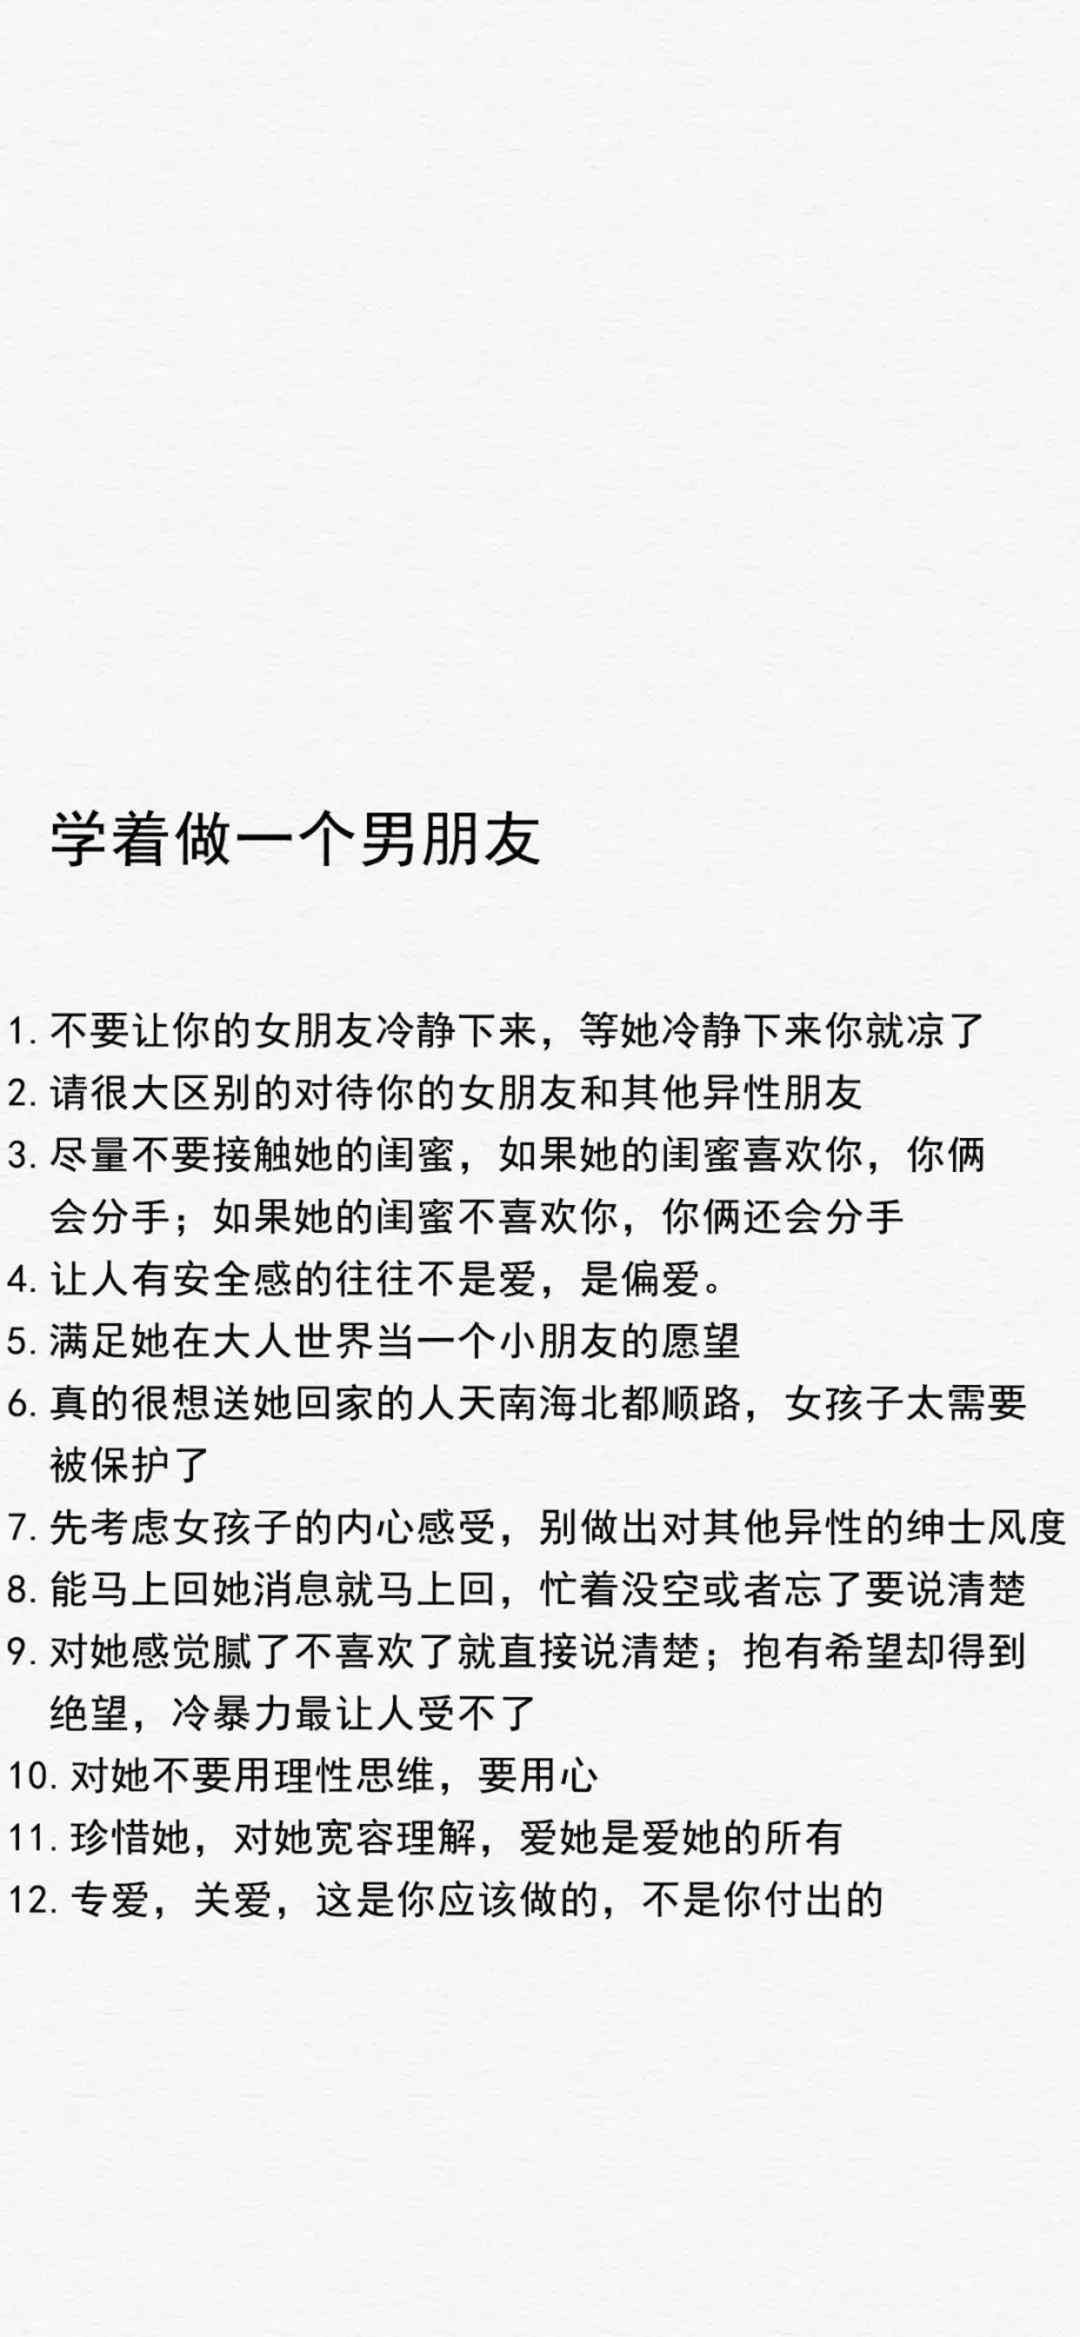 学着做一个男朋友
1.不要让你的女朋友冷静下来，等她冷静下来你就凉了
2.请很大区别的对待你的女朋友和其他异性朋友
3.尽量不要接触她的闺蜜，如果她的闺蜜喜欢你，你俩
会分手；如果她的闺蜜不喜欢你，你俩还会分手
4.让人有安全感的往往不是爱，是偏爱。
5.满足她在大人世界当一个小朋友的愿望
6.真的很想送她回家的人天南海北都顺路，女孩子太需要
被保护了
7.先考虑女孩子的内心感受，别做出对其他异性的绅士风度
8.能马上回她消息就马上回，忙着没空或者忘了要说清楚
9.对她感觉腻了不喜欢了就直接说清楚；抱有希望却得到
绝望，冷暴力最让人受不了
10.对她不要用理性思维，要用心
11.珍惜她，对她宽容理解，爱她是爱她的所有
12.专爱，关爱，这是你应该做的，不是你付出的